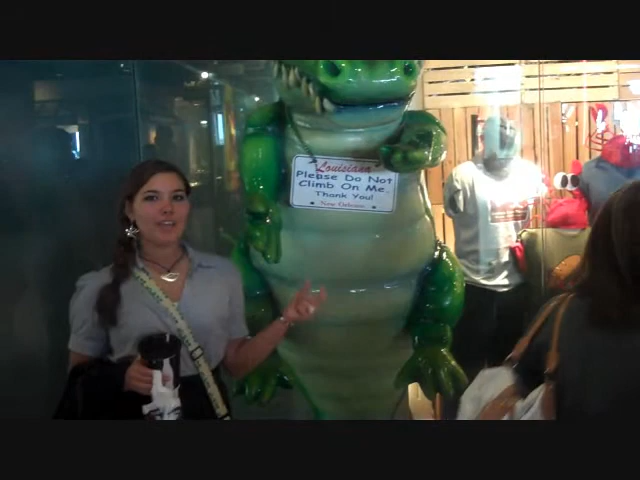 Louisiana
Please Do Not
Climb On Me.
Thank You!
New Orleans